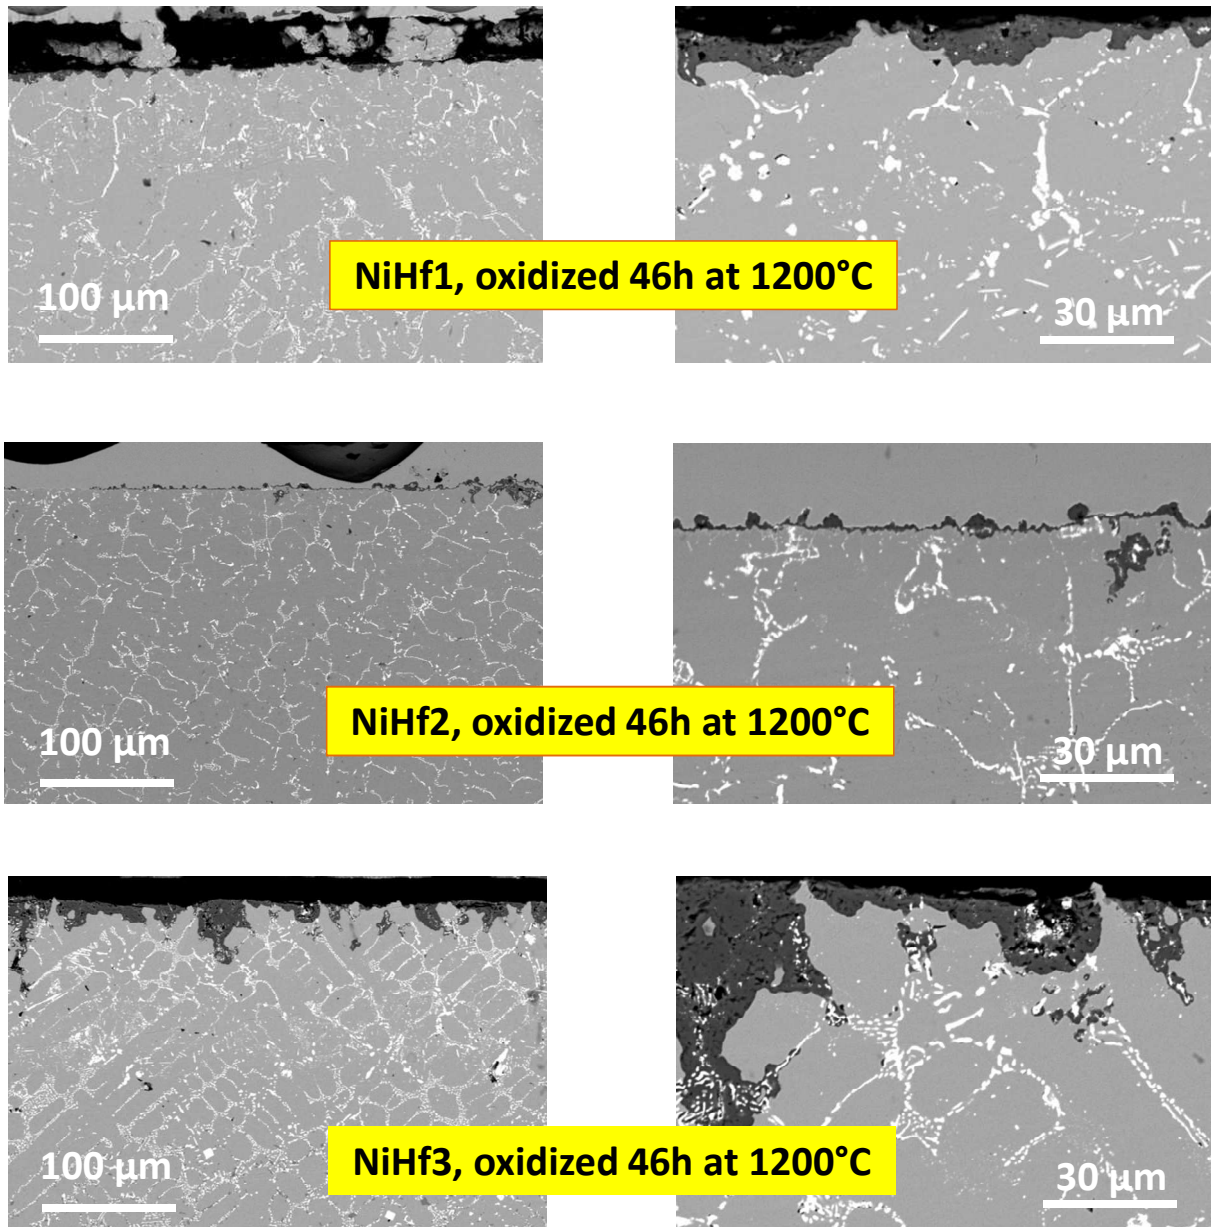 NiHf1, oxidized 46h at 1200°C
100 µm
30 µm
NiHf2, oxidized 46h at 1200°C
100 µm
30 µm
NiHf3, oxidized 46h at 1200°C
100 µm
30 µm